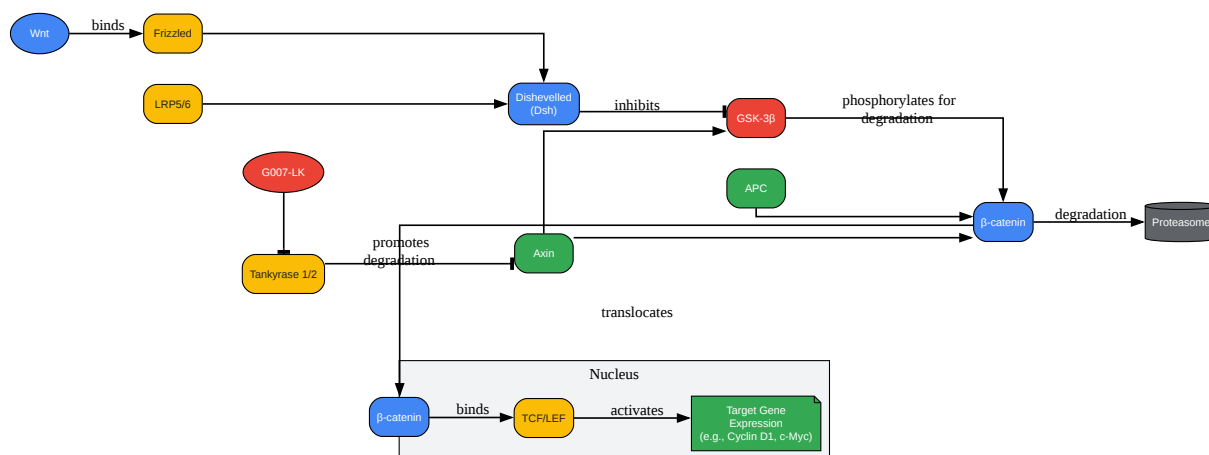 Wnt
binds
Frizzled
LRP5/6
Dishevelled
(Dsh)
inhibits
GSK-3β
phosphorylates for
degradation
G007-LK
APC
β-catenin
degradation
Proteasome
promotes
degradation
Tankyrase 1/2
Axin
translocates
Nucleus
β-catenin
binds
TCF/LEF
activates
Target Gene
Expression
(e.g., Cyclin D1, c-Myc)